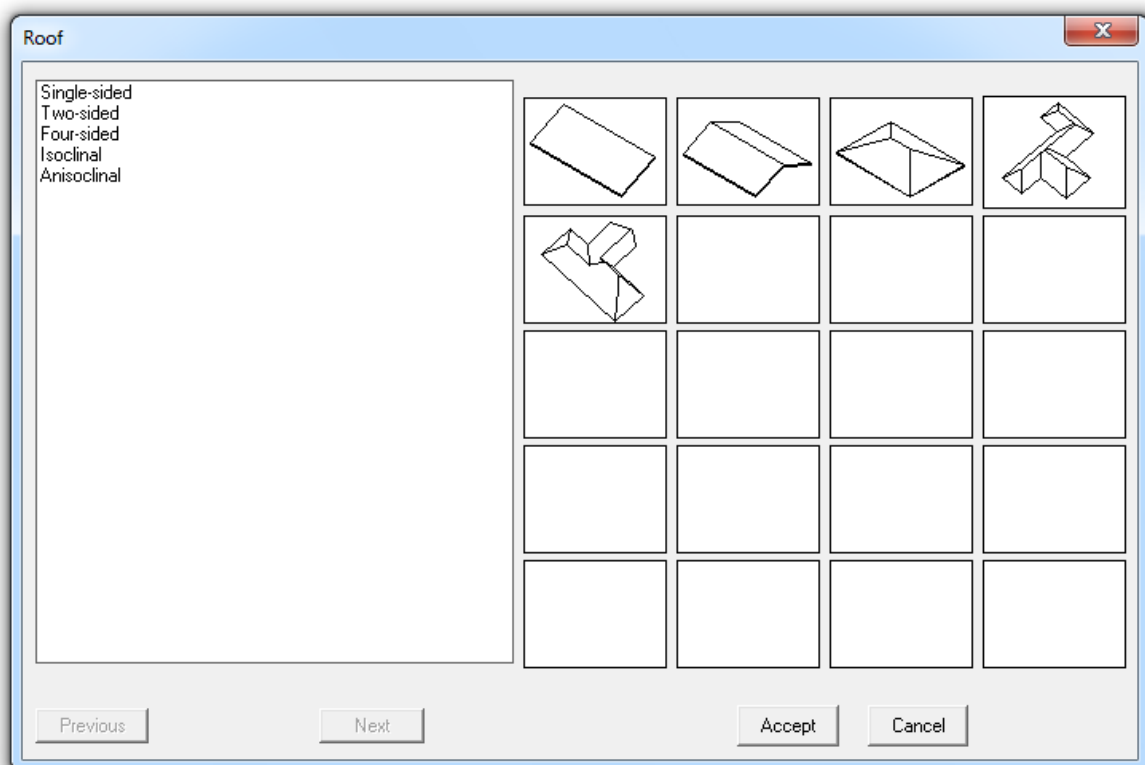 Roof
Single-sided
Two-sided
Four-sided
Isoclinal
Anisoclinal
Previous
Next
Accept
Cancel